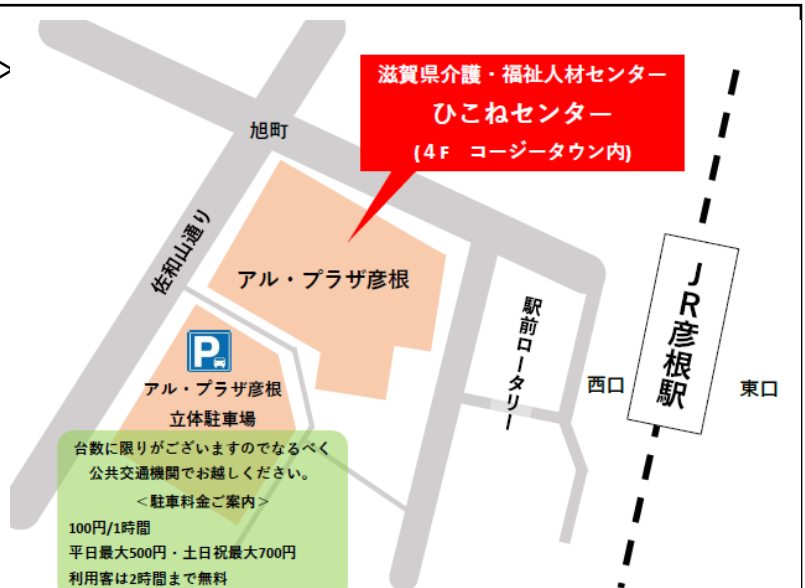 >
滋賀県介護・福祉人材センター
ひこねセンター
(４F　コージータウン内)
旭町
佐和山通り
アル・プラザ彦根
駅前ロータリー
JR彦根駅
西口
東口
P
アル・プラザ彦根
立体駐車場
台数に限りがございますのでなるべく
公共交通機関でお越しください。
＜駐車料金ご案内＞
100円/1時間
平日最大500円・土日祝最大700円
利用客は2時間まで無料